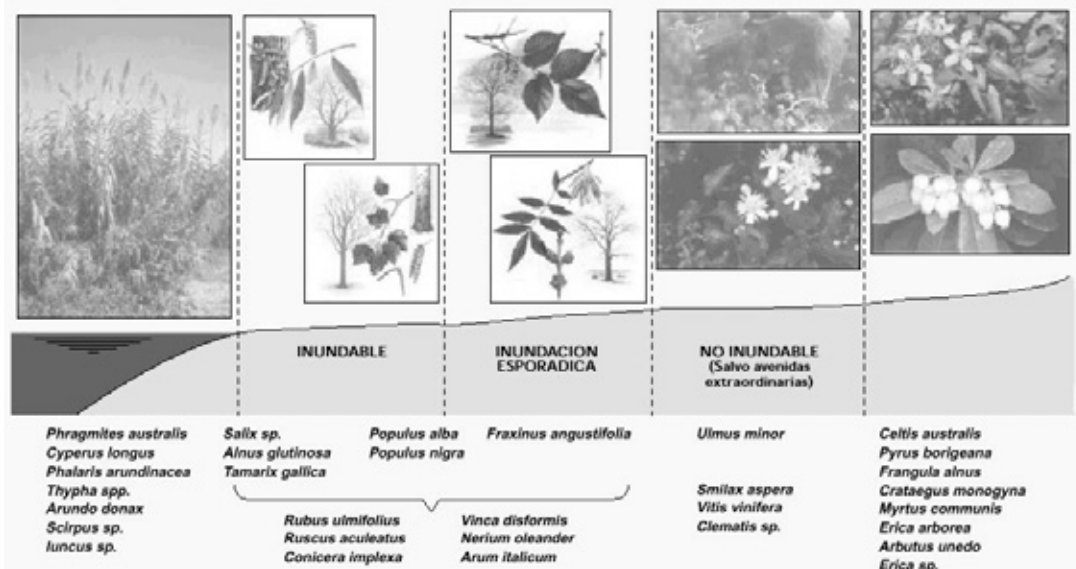 INUNDABLE
INUNDACION
ESPORADICA
NO INUNDABLE
(Salvo avenidas
extraordinarias)
Phragmites australis
Cyperus longus
Phalaris arundinacea
Thypha spp.
Arundo donax
Scirpus sp.
Iuncus sp.
Salix sp.
Alnus glutinosa
Tamarix gallica
Populus alba
Populus nigra
Fraxinus angustifolia
Rubus ulmifolius
Ruscus aculeatus
Conicera implexa
Vinca disformis
Nerium oleander
Arum italicum
Ulmus minor
Smilax aspera
Vitis vinifera
Clematis sp.
Celtis australis
Pyrus borigeana
Frangula alnus
Crataegus monogyna
Myrtus communis
Erica arborea
Arbutus unedo
Erica sp.